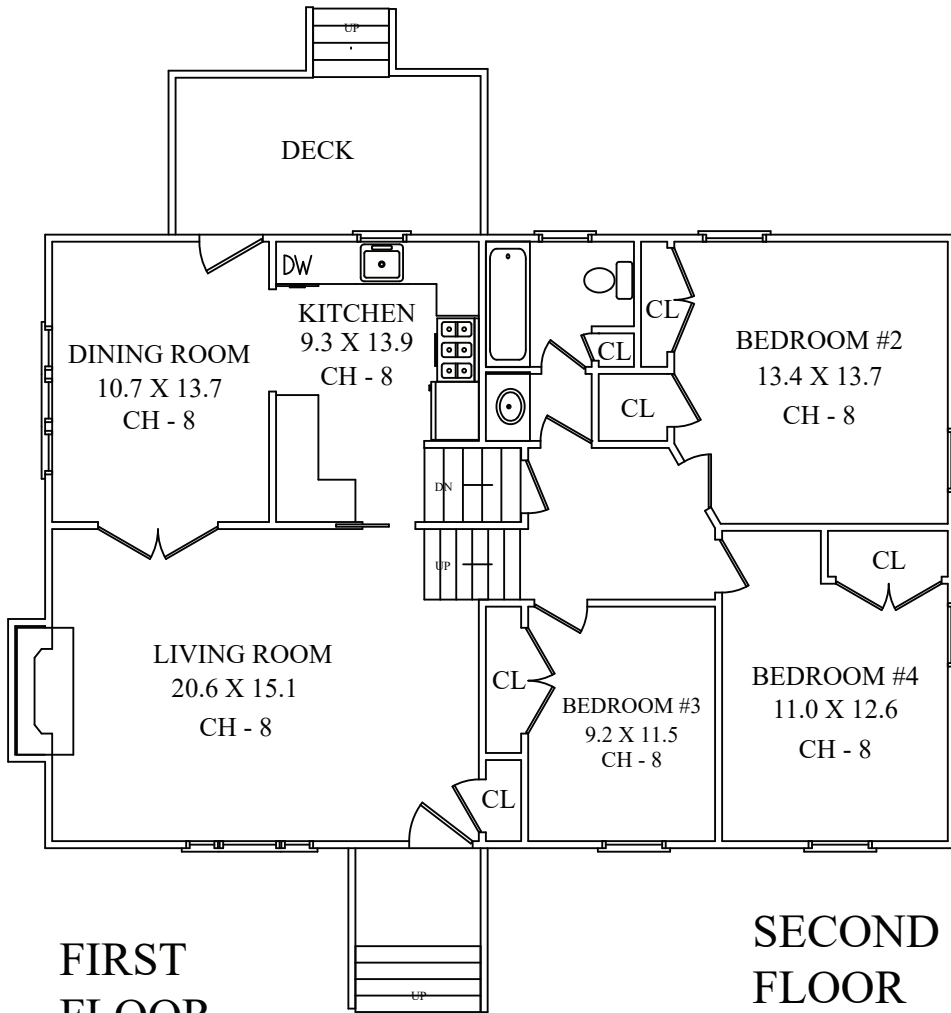 UP
DECK
DW
KITCHEN
9.3 X 13.9
CH - 8
DINING ROOM
10.7 X 13.7
CH - 8
CL
CL
CL
BEDROOM #2
13.4 X 13.7
CH - 8
DN
UP
CL
LIVING ROOM
20.6 X 15.1
CH - 8
CL
BEDROOM #3
9.2 X 11.5
CH - 8
BEDROOM #4
11.0 X 12.6
CH - 8
CL
FIRST
FLOOR
UP
SECOND
FLOOR